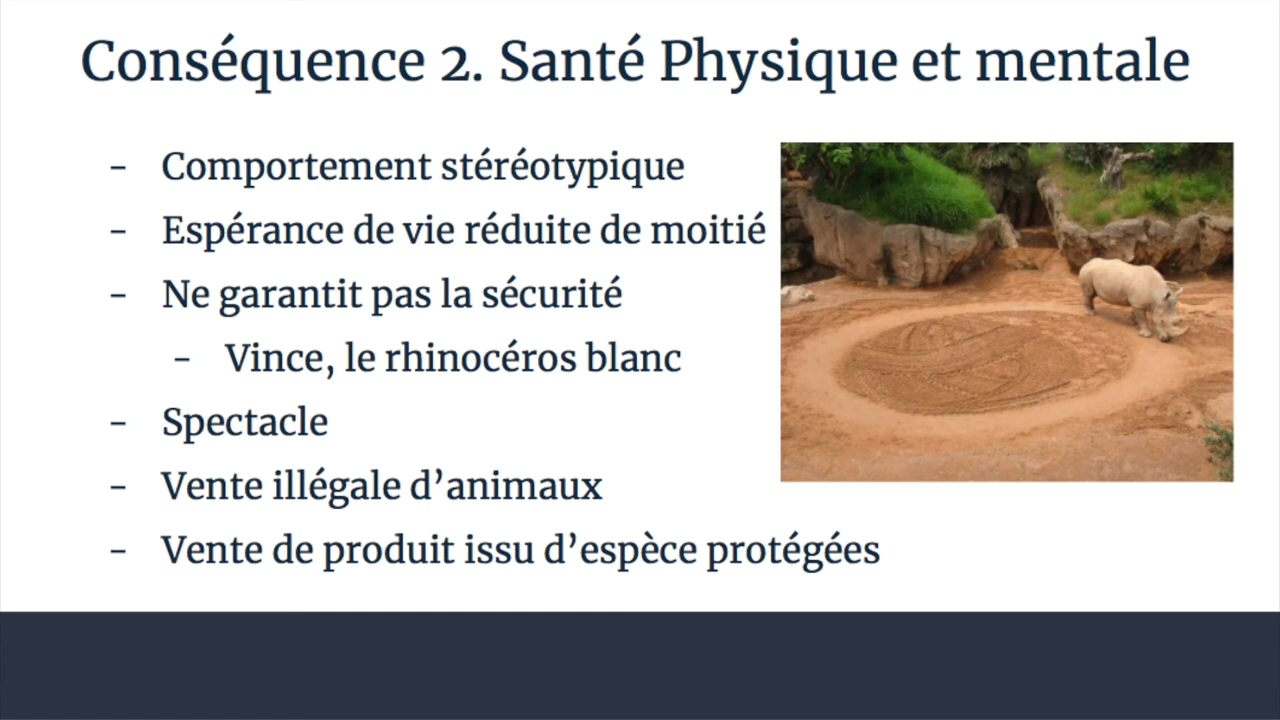 Conséquence 2. Santé Physique et mentale
- Comportement stéréotypique
- Espérance de vie réduite de moitié
- Ne garantit pas la sécurité
- Vince, le rhinocéros blanc
- Spectacle
- Vente illégale d’animaux
- Vente de produit issu d’espèce protégées